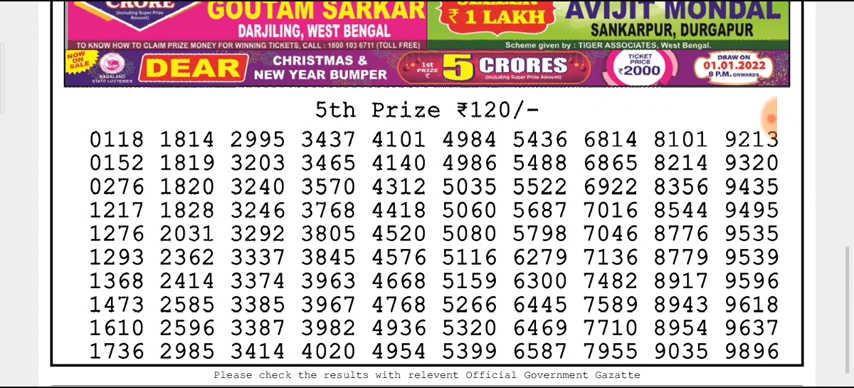 CRORE
(Including Super Prize Amount)
GOUTAM SARKAR
DARJILING, WEST BENGAL
₹ 1 LAKH
AVIJIT MONDAL
SANKARPUR, DURGAPUR
TO KNOW HOW TO CLAIM PRIZE MONEY FOR WINNING TICKETS, CALL : 1800 103 6711 (TOLL FREE)
Scheme given by : TIGER ASSOCIATES, West Bengal.
NOW ON SALE
NAGALAND STATE LOTTERIES
DEAR
CHRISTMAS &
NEW YEAR BUMPER
1st PRIZE ₹
5 CRORES
(Including Super Prize Amount)
TICKET PRICE
₹2000
DRAW ON
01.01.2022
8 P.M. ONWARDS
5th Prize ₹120/-
0118 1814 2995 3437 4101 4984 5436 6814 8101 9213
0152 1819 3203 3465 4140 4986 5488 6865 8214 9320
0276 1820 3240 3570 4312 5035 5522 6922 8356 9435
1217 1828 3246 3768 4418 5060 5687 7016 8544 9495
1276 2031 3292 3805 4520 5080 5798 7046 8776 9535
1293 2362 3337 3845 4576 5116 6279 7136 8779 9539
1368 2414 3374 3963 4668 5159 6300 7482 8917 9596
1473 2585 3385 3967 4768 5266 6445 7589 8943 9618
1610 2596 3387 3982 4936 5320 6469 7710 8954 9637
1736 2985 3414 4020 4954 5399 6587 7955 9035 9896
Please check the results with relevent Official Government Gazatte